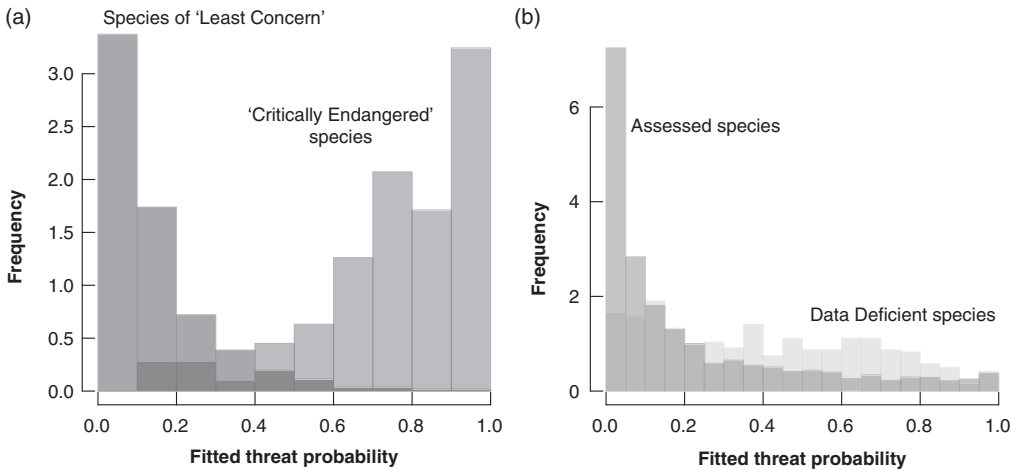 (a)
Species of ‘Least Concern’
‘Critically Endangered’
species
Frequency
3.0
2.5
2.0
1.5
1.0
0.5
0.0
0.0 0.2 0.4 0.6 0.8 1.0
Fitted threat probability
(b)
Assessed species
Data Deficient species
Frequency
6
4
2
0
0.0 0.2 0.4 0.6 0.8 1.0
Fitted threat probability